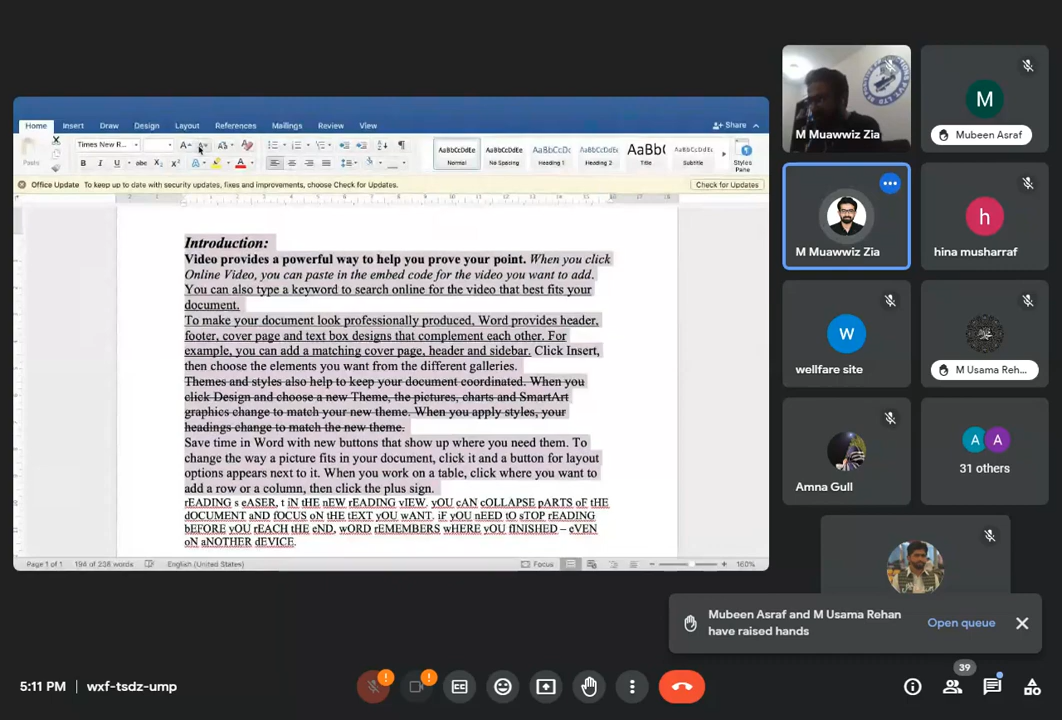 Home Insert Draw Design Layout References Mailings Review View Share
Times New R...
Paste
AaBbCcDdEe AaBbCcDdEe AaBbCcDc AaBbCcDdEe AaBbC AaBbCcDdEe
Normal No Spacing Heading 1 Heading 2 Title Subtitle Styles Pane
Office Update To keep up to date with security updates, fixes and improvements, choose Check for Updates. Check for Updates
Introduction:
Video provides a powerful way to help you prove your point. When you click
Online Video, you can paste in the embed code for the video you want to add.
You can also type a keyword to search online for the video that best fits your
document.
To make your document look professionally produced, Word provides header,
footer, cover page and text box designs that complement each other. For
example, you can add a matching cover page, header and sidebar. Click Insert,
then choose the elements you want from the different galleries.
Themes and styles also help to keep your document coordinated. When you
click Design and choose a new Theme, the pictures, charts and SmartArt
graphics change to match your new theme. When you apply styles, your
headings change to match the new theme.
Save time in Word with new buttons that show up where you need them. To
change the way a picture fits in your document, click it and a button for layout
options appears next to it. When you work on a table, click where you want to
add a row or a column, then click the plus sign.
rEADING s eASER, t iN tHE nEW rEADING vIEW. yOU cAN cOLLAPSE pARTS oF tHE
dOCUMENT aND fOCUS oN tHE tEXT yOU wANT. iF yOU nEED tO sTOP rEADING
bEFORE yOU rEACH tHE eND, wORD rEMEMBERS wHERE yOU fINISHED – eVEN
oN aNOTHER dEVICE.
Page 1 of 1 194 of 236 words English (United States) Focus 160%
M Muawwiz Zia
M
Mubeen Asraf
M Muawwiz Zia
h
hina musharraf
w
wellfare site
M Usama Reh...
Amna Gull
A A
31 others
Mubeen Asraf and M Usama Rehan
have raised hands
Open queue
5:11 PM | wxf-tsdz-ump
39